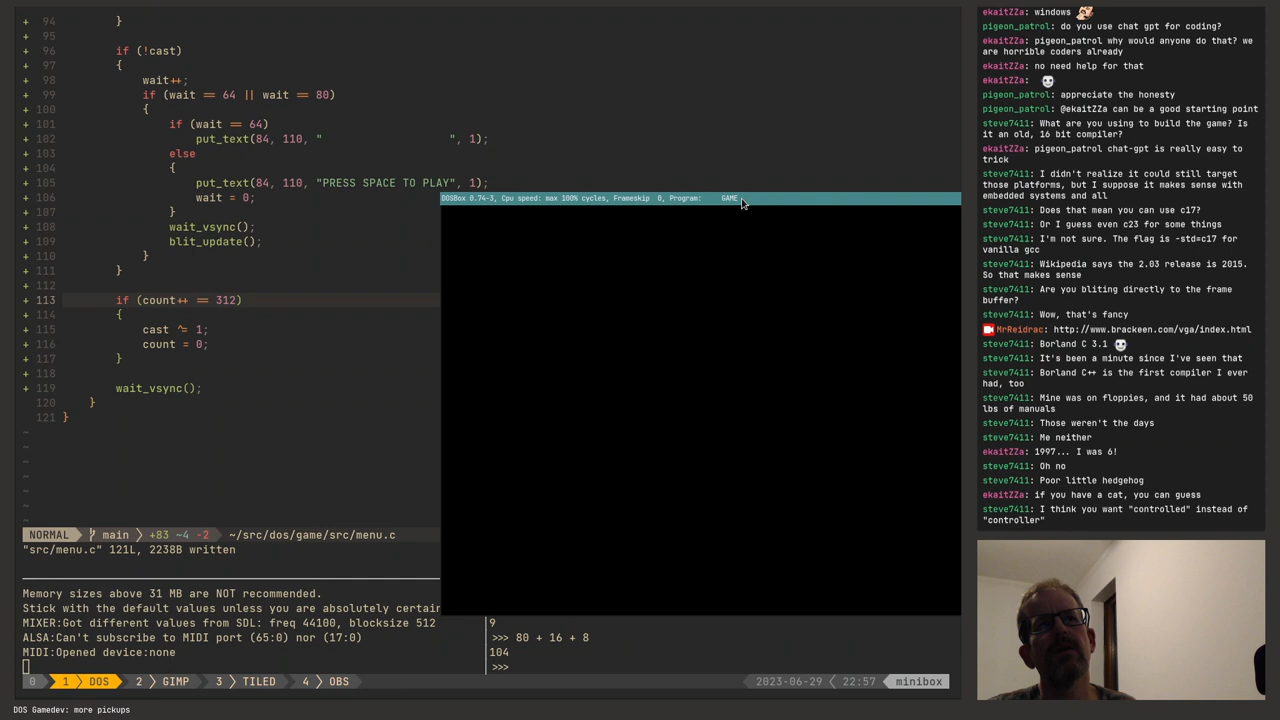 + 94 }
+ 95
+ 96 if (!cast)
+ 97 {
+ 98 wait++;
+ 99 if (wait == 64 || wait == 80)
+ 100 {
+ 101 if (wait == 64)
+ 102 put_text(84, 110, " ", 1);
+ 103 else
+ 104 {
+ 105 put_text(84, 110, "PRESS SPACE TO PLAY", 1);
+ 106 wait = 0;
+ 107 }
+ 108 wait_vsync();
+ 109 blit_update();
+ 110 }
+ 111 }
+ 112
+ 113 if (count++ == 312)
+ 114 {
+ 115 cast ^= 1;
+ 116 count = 0;
+ 117 }
+ 118
+ 119 wait_vsync();
120 }
121 }
~
~
~
~
~
~
~
NORMAL main +83 ~4 -2 ~/src/dos/game/src/menu.c
"src/menu.c" 121L, 2238B written
Memory sizes above 31 MB are NOT recommended.
Stick with the default values unless you are absolutely certain
MIXER:Got different values from SDL: freq 44100, blocksize 512
ALSA:Can't subscribe to MIDI port (65:0) nor (17:0)
MIDI:Opened device:none
DOSBox 0.74-3, Cpu speed: max 100% cycles, Frameskip 0, Program: GAME
9
>>> 80 + 16 + 8
104
>>>
0 1 DOS 2 GIMP 3 TILED 4 OBS 2023-06-29 22:57 minibox
DOS Gamedev: more pickups
ekaitZZa: windows
pigeon_patrol: do you use chat gpt for coding?
ekaitZZa: pigeon_patrol why would anyone do that? we
are horrible coders already
ekaitZZa: no need help for that
ekaitZZa:
pigeon_patrol: appreciate the honesty
pigeon_patrol: @ekaitZZa can be a good starting point
steve7411: What are you using to build the game? Is
it an old, 16 bit compiler?
ekaitZZa: pigeon_patrol chat-gpt is really easy to
trick
steve7411: I didn't realize it could still target
those platforms, but I suppose it makes sense with
embedded systems and all
steve7411: Does that mean you can use c17?
steve7411: Or I guess even c23 for some things
steve7411: I'm not sure. The flag is -std=c17 for
vanilla gcc
steve7411: Wikipedia says the 2.03 release is 2015.
So that makes sense
steve7411: Are you bliting directly to the frame
buffer?
steve7411: Wow, that's fancy
MrReidrac: http://www.brackeen.com/vga/index.html
steve7411: Borland C 3.1
steve7411: It's been a minute since I've seen that
steve7411: Borland C++ is the first compiler I ever
had, too
steve7411: Mine was on floppies, and it had about 50
lbs of manuals
steve7411: Those weren't the days
steve7411: Me neither
ekaitZZa: 1997... I was 6!
steve7411: Oh no
steve7411: Poor little hedgehog
ekaitZZa: if you have a cat, you can guess
steve7411: I think you want "controlled" instead of
"controller"